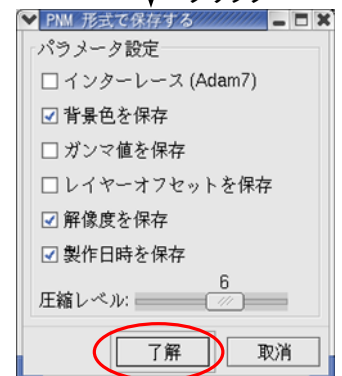 PNM 形式で保存する
パラメータ設定
インターレース (Adam7)
背景色を保存
ガンマ値を保存
レイヤーオフセットを保存
解像度を保存
製作日時を保存
6
圧縮レベル:
了解
取消